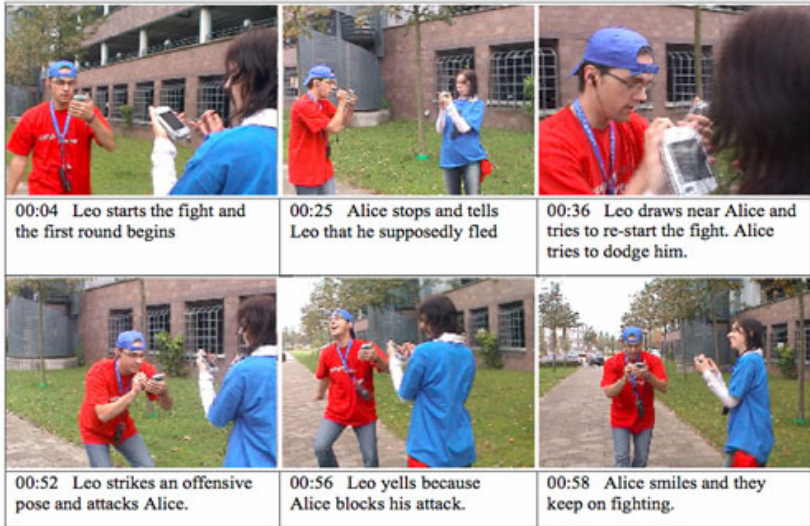 00:04 Leo starts the fight and
the first round begins
00:25 Alice stops and tells
Leo that he supposedly fled
00:36 Leo draws near Alice and
tries to re-start the fight. Alice
tries to dodge him.
00:52 Leo strikes an offensive
pose and attacks Alice.
00:56 Leo yells because
Alice blocks his attack.
00:58 Alice smiles and they
keep on fighting.